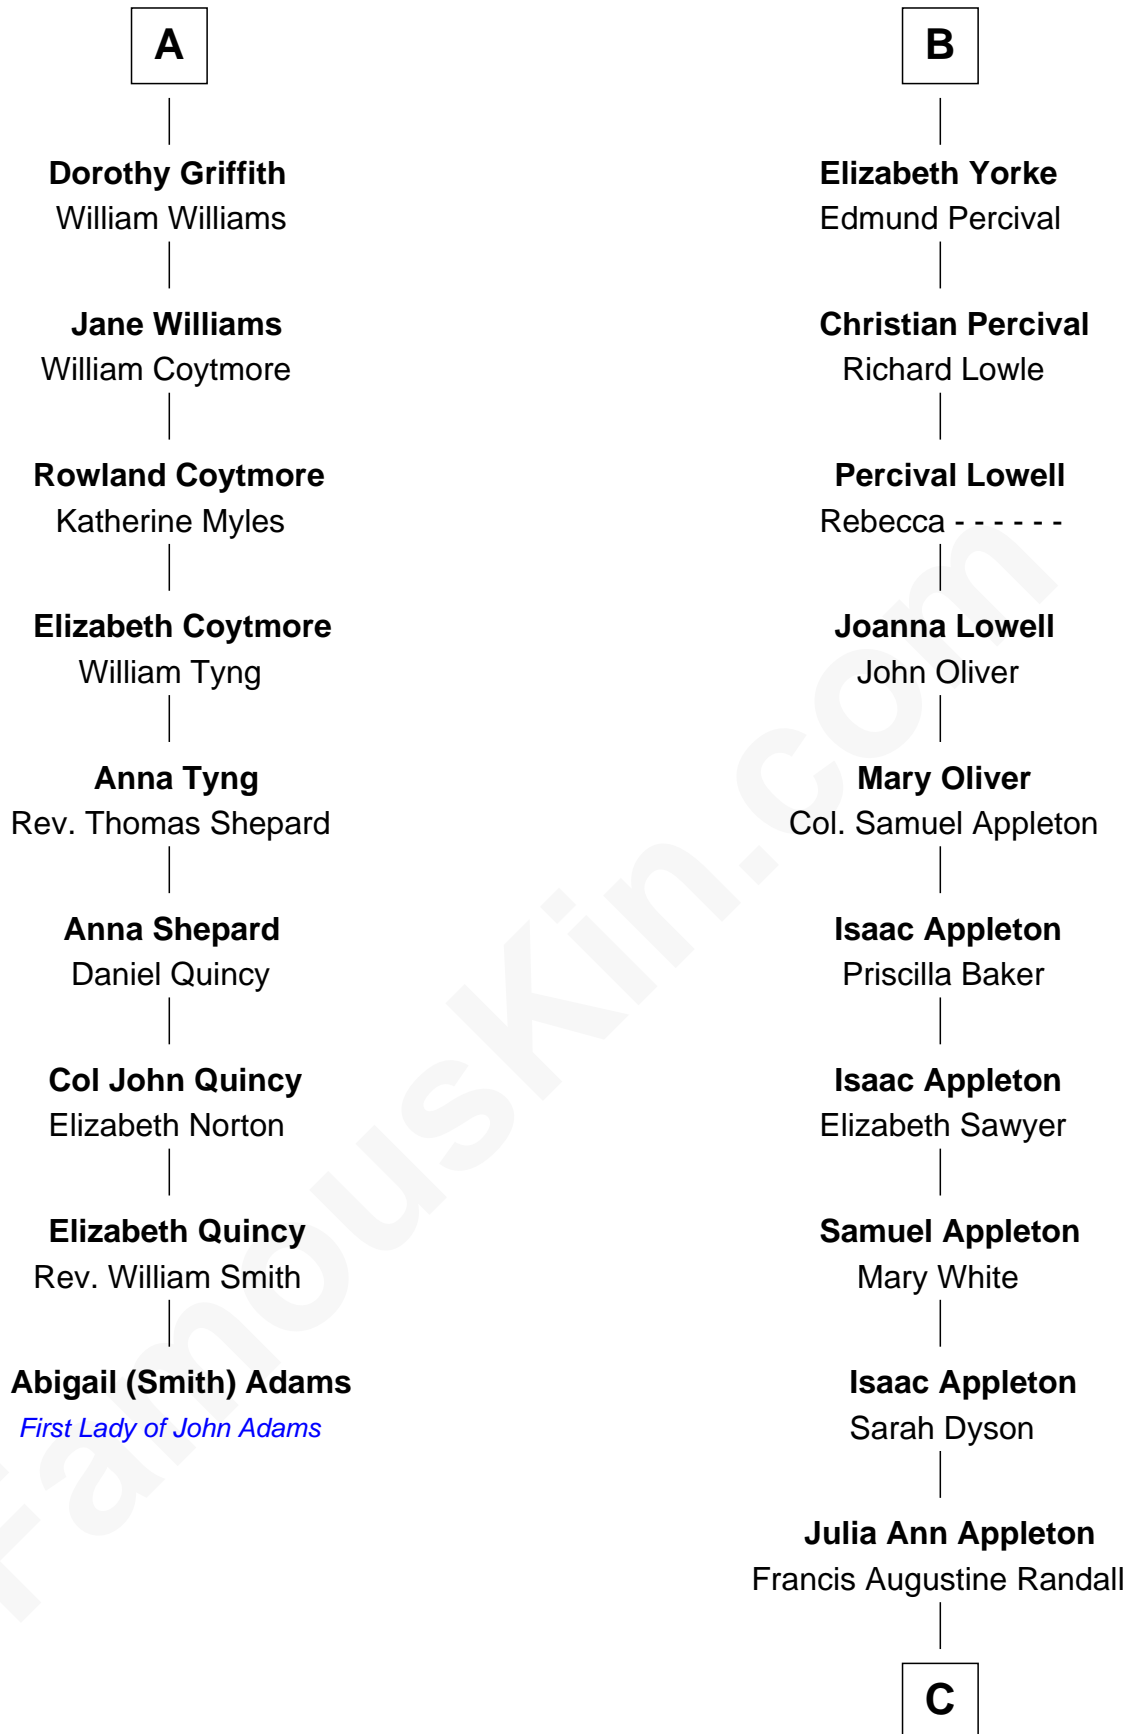 A
Dorothy Griffith
William Williams
Jane Williams
William Coytmore
Rowland Coytmore
Katherine Myles
Elizabeth Coytmore
William Tyng
Anna Tyng
Rev. Thomas Shepard
Anna Shepard
Daniel Quincy
Col John Quincy
Elizabeth Norton
Elizabeth Quincy
Rev. William Smith
Abigail (Smith) Adams
First Lady of John Adams
B
Elizabeth Yorke
Edmund Percival
Christian Percival
Richard Lowle
Percival Lowell
Rebecca - - - - - -
Joanna Lowell
John Oliver
Mary Oliver
Col. Samuel Appleton
Isaac Appleton
Priscilla Baker
Isaac Appleton
Elizabeth Sawyer
Samuel Appleton
Mary White
Isaac Appleton
Sarah Dyson
Julia Ann Appleton
Francis Augustine Randall
C
FamousKin.com